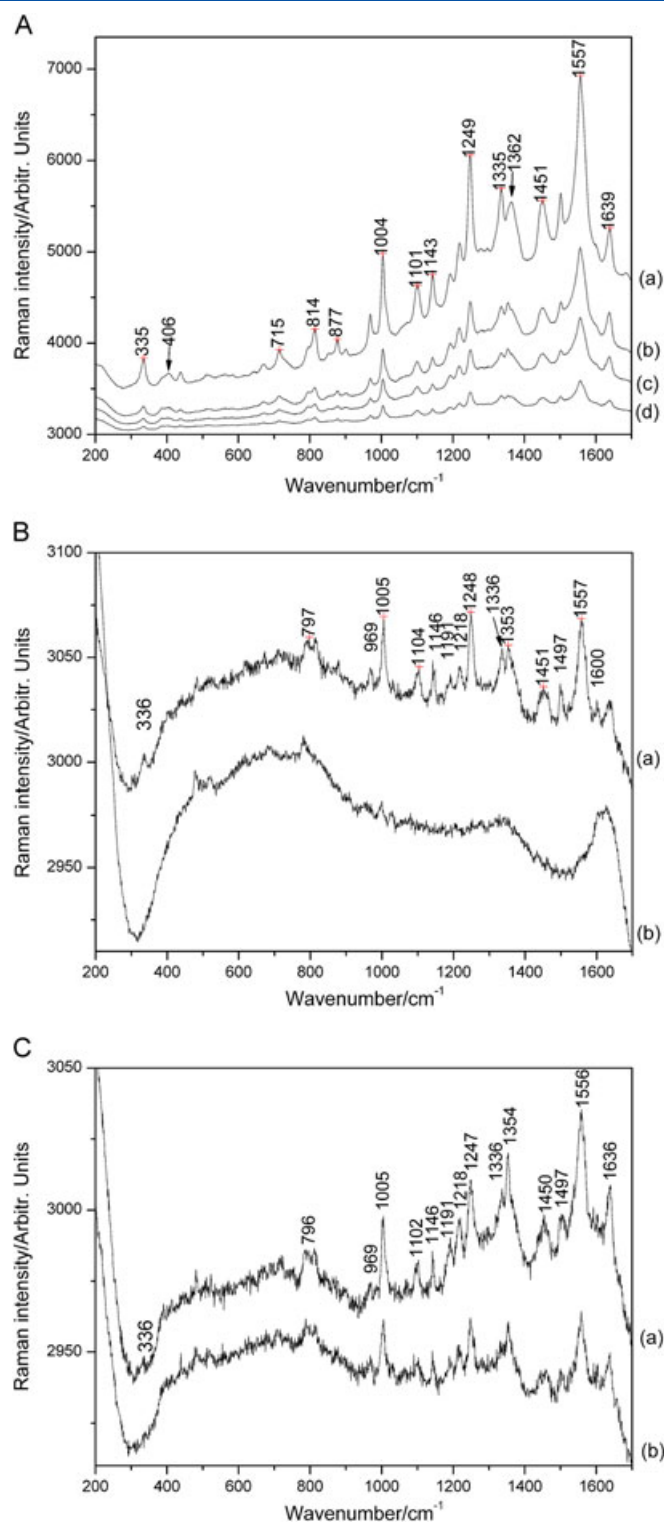 A
7000
6000
5000
4000
3000
Raman intensity/Arbitr. Units
335
406
715
814
877
1004
1101
1143
1249
1335
1362
1451
1557
1639
(a)
(b)
(c)
(d)
200 400 600 800 1000 1200 1400 1600
Wavenumber/cm⁻¹
B
3100
3050
3000
2950
Raman intensity/Arbitr. Units
336
797
969
1005
1104
1146
1191
1218
1248
1336
1353
1451
1497
1557
1600
(a)
(b)
200 400 600 800 1000 1200 1400 1600
Wavenumber/cm⁻¹
C
3050
3000
2950
Raman intensity/Arbitr. Units
336
796
969
1005
1102
1146
1191
1218
1247
1336
1354
1450
1497
1556
1636
(a)
(b)
200 400 600 800 1000 1200 1400 1600
Wavenumber/cm⁻¹